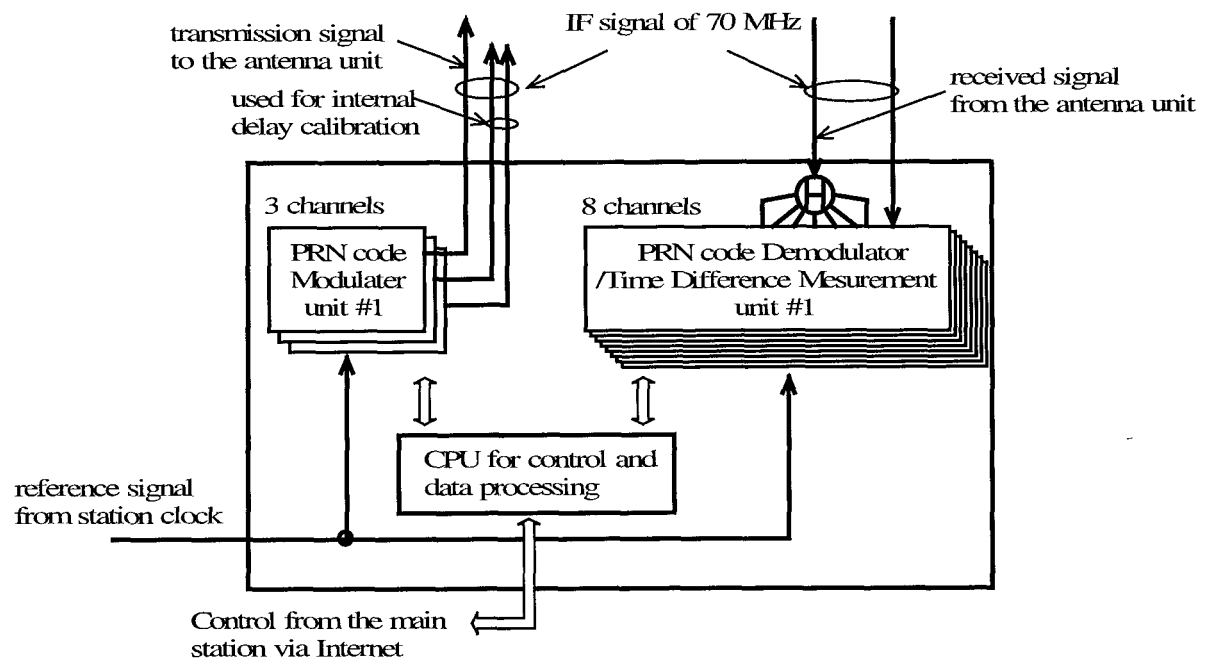 transmission signal
to the antenna unit
IF signal of 70 MHz
used for internal
delay calibration
received signal
from the antenna unit
3 channels
8 channels
PRN code
Modulater
unit #1
PRN code Demodulator
/Time Difference Mesurement
unit #1
H
CPU for control and
data processing
reference signal
from station clock
Control from the main
station via Internet